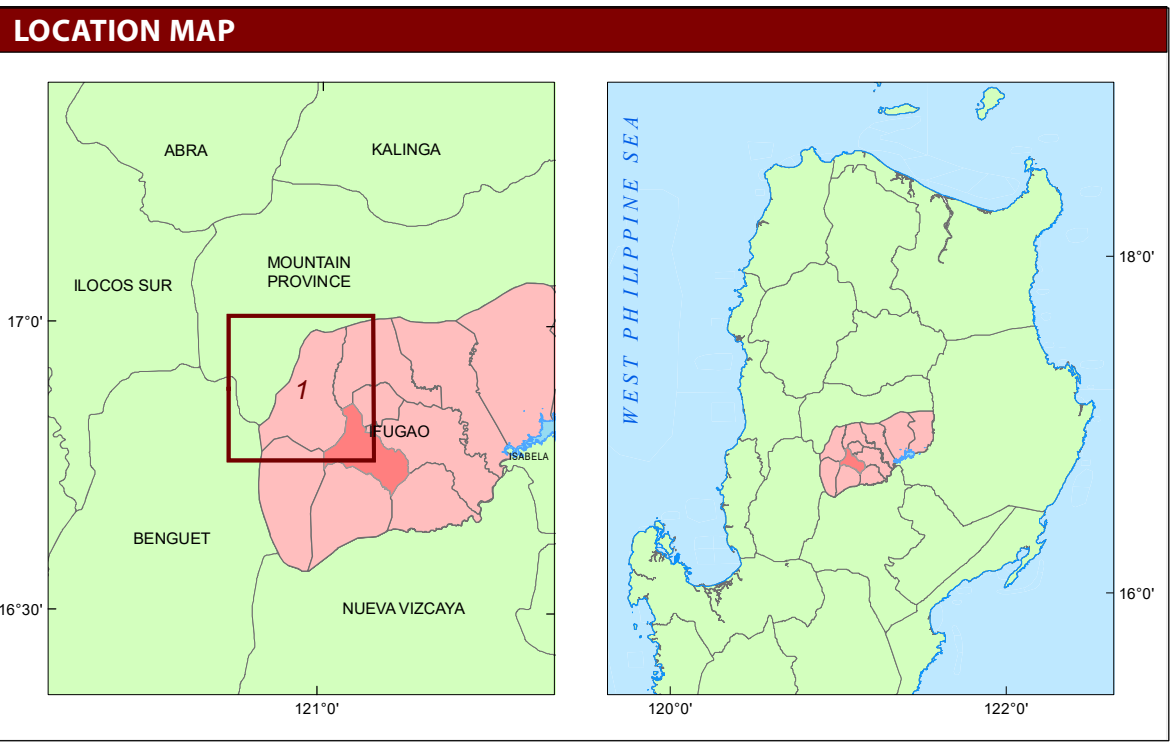 LOCATION MAP
ABRA
KALINGA
MOUNTAIN
PROVINCE
ILOCOS SUR
17°0'
1
IFUGAO
ISABELA
BENGUET
NUEVA VIZCAYA
16°30'
121°0'
WEST PHILIPPINE SEA
18°0'
16°0'
120°0'
122°0'